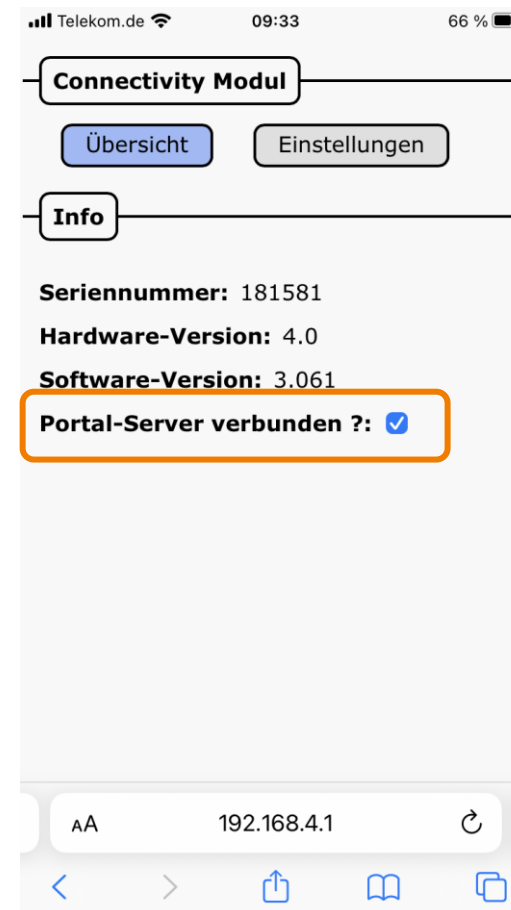 Telekom.de 09:33 66 %
Connectivity Modul
Übersicht Einstellungen
Info
Seriennummer: 181581
Hardware-Version: 4.0
Software-Version: 3.061
Portal-Server verbunden ?:
AA 192.168.4.1